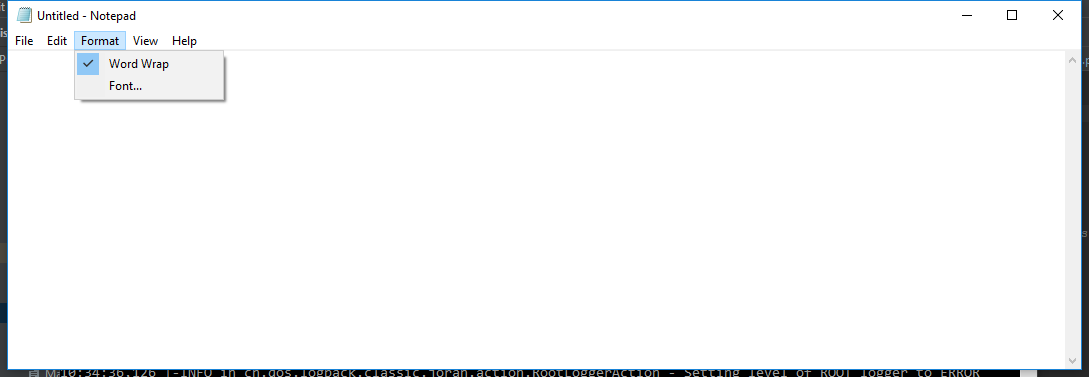 Untitled - Notepad
File Edit Format View Help
Word Wrap
Font...
10:34:36.126 |-INFO in ch.qos.logback.classic.joran.action.RootLoggerAction - Setting level of ROOT logger to ERROR